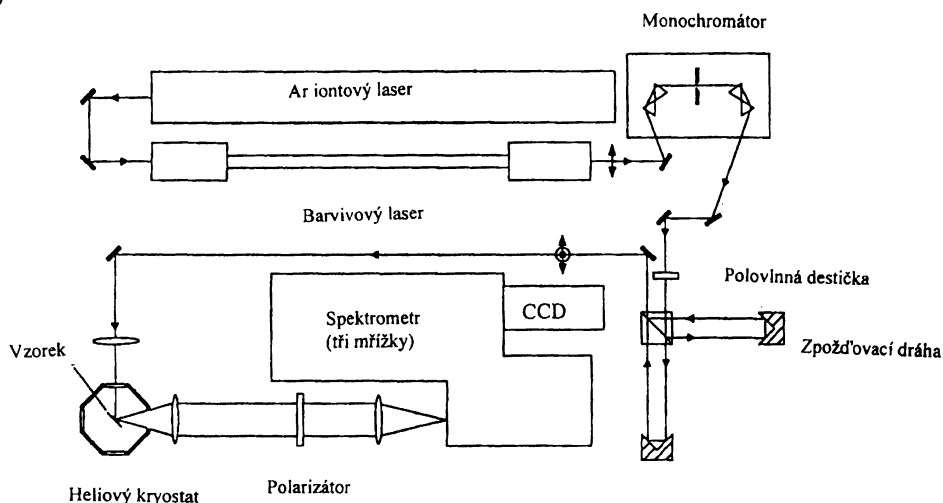 Monochromátor
Ar iontový laser
Barvivový laser
Polovlnná destička
Spektrometr
(tři mřížky)
CCD
Vzorek
Zpožďovací dráha
Heliový kryostat
Polarizátor